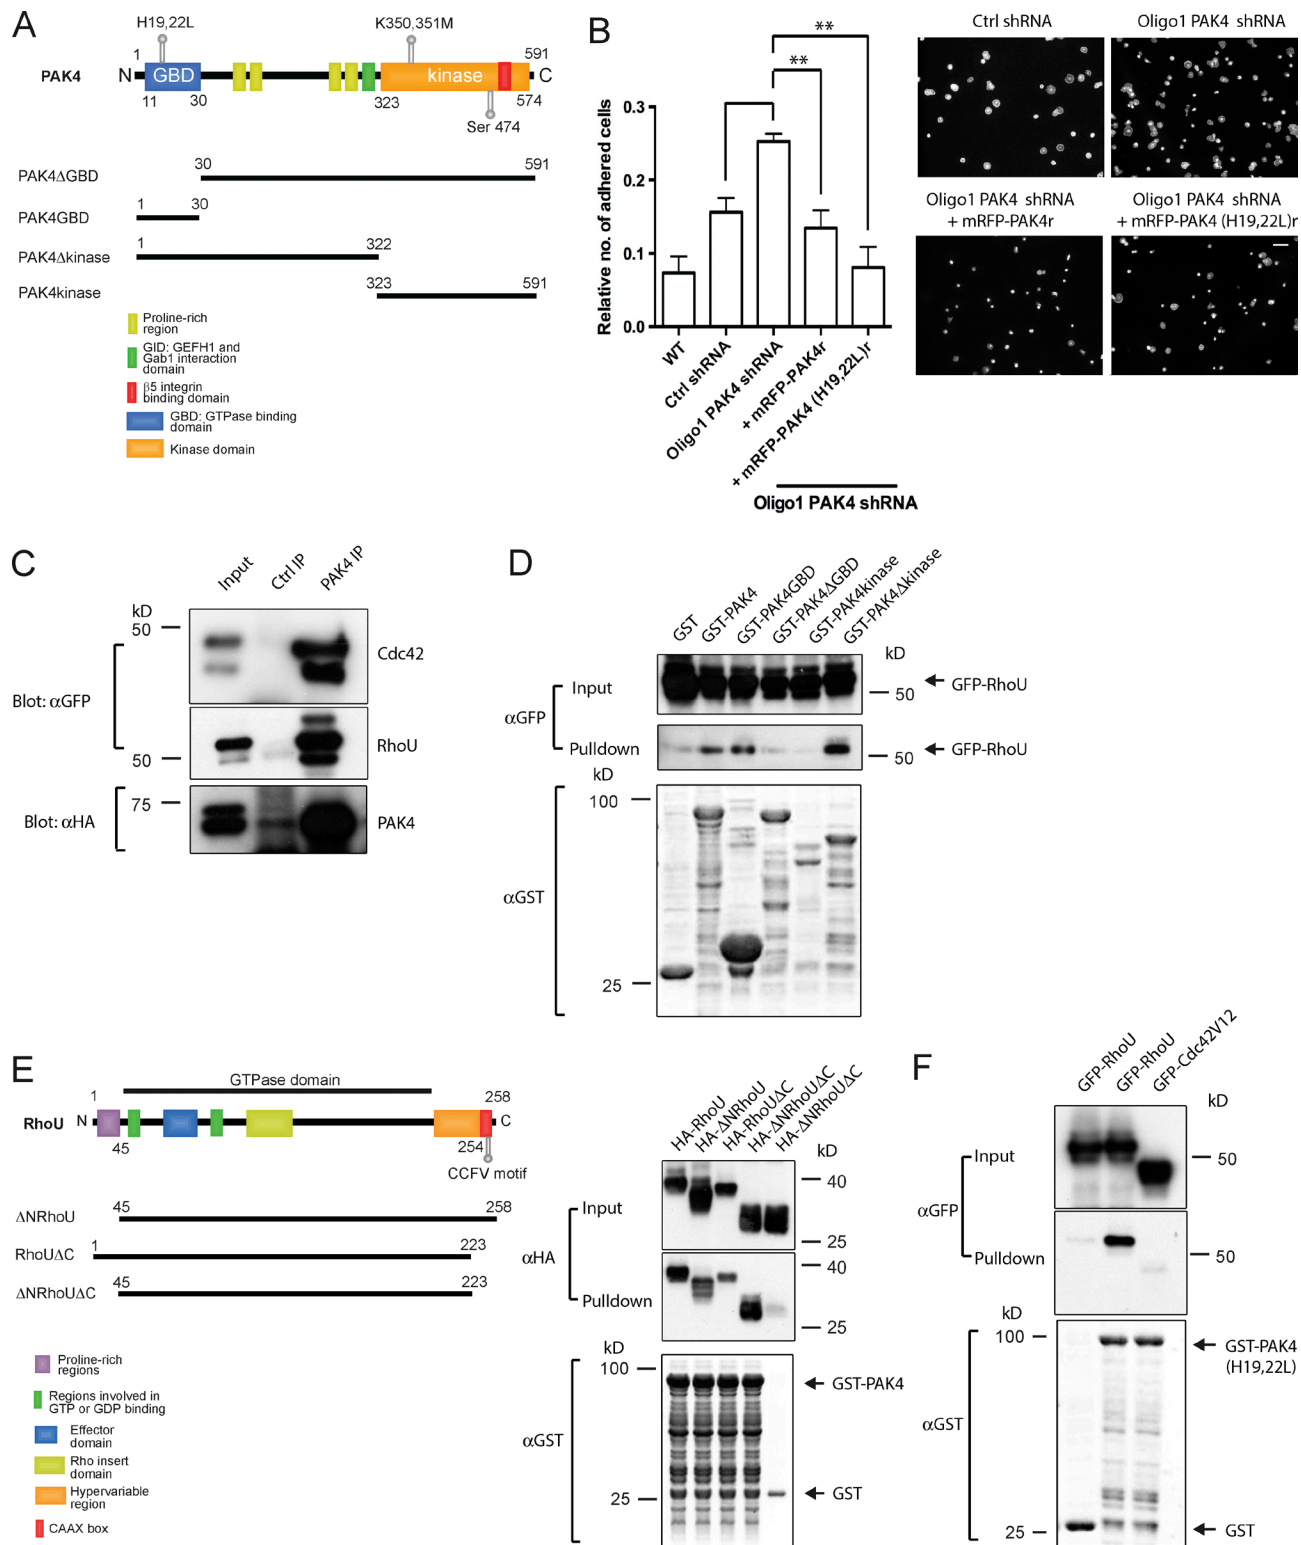 A
H19,22L
K350,351M
1
591
PAK4
N
GBD
kinase
C
11
30
323
574
Ser 474
PAK4ΔGBD
30
591
PAK4GBD
1
30
PAK4Δkinase
1
322
PAK4kinase
323
591
Proline-rich
region
GID: GEFH1 and
Gab1 interaction
domain
β5 integrin
binding domain
GBD: GTPase binding
domain
Kinase domain
B
**
**
Relative no. of adhered cells
0.3
0.2
0.1
0.0
WT
Ctrl shRNA
Oligo1 PAK4 shRNA
+ mRFP-PAK4r
+ mRFP-PAK4 (H19,22L)r
Oligo1 PAK4 shRNA
Ctrl shRNA
Oligo1 PAK4 shRNA
Oligo1 PAK4 shRNA
+ mRFP-PAK4r
Oligo1 PAK4 shRNA
+ mRFP-PAK4 (H19,22L)r
C
Input
Ctrl IP
PAK4 IP
kD
50
Cdc42
Blot: αGFP
RhoU
50
75
Blot: αHA
PAK4
D
GST
GST-PAK4
GST-PAK4GBD
GST-PAK4ΔGBD
GST-PAK4kinase
GST-PAK4Δkinase
kD
Input
GFP-RhoU
50
αGFP
Pulldown
GFP-RhoU
50
kD
100
αGST
25
E
GTPase domain
1
258
RhoU
N
C
45
254
CCFV motif
ΔNRhoU
45
258
RhoUΔC
1
223
ΔNRhoUΔC
45
223
Proline-rich
regions
Regions involved in
GTP or GDP binding
Effector
domain
Rho insert
domain
Hypervariable
region
CAAX box
HA-RhoU
HA-ΔNRhoU
HA-RhoUΔC
HA-ΔNRhoUΔC
HA-ΔNRhoUΔC
kD
40
Input
25
αHA
40
Pulldown
25
kD
100
GST-PAK4
αGST
25
GST
F
GFP-RhoU
GFP-RhoU
GFP-Cdc42V12
kD
Input
50
αGFP
Pulldown
50
kD
100
GST-PAK4
(H19,22L)
αGST
25
GST